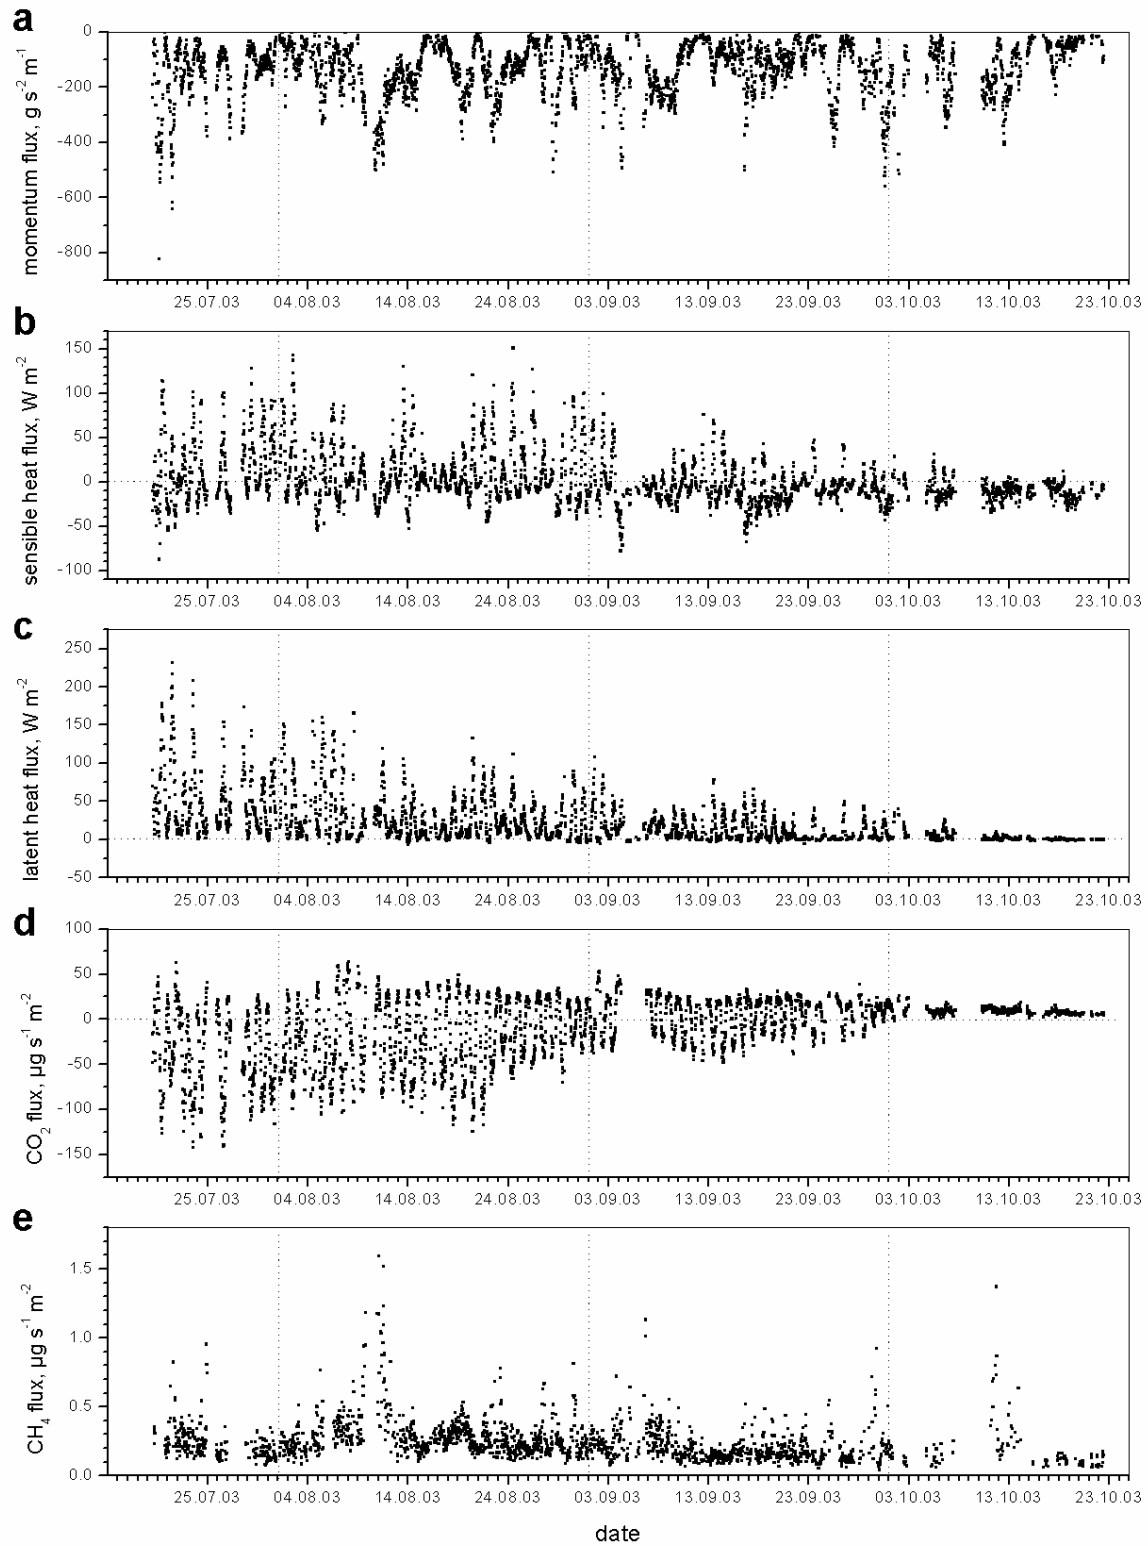 a
momentum flux, g s⁻² m⁻¹
0
-200
-400
-600
-800
25.07.03 04.08.03 14.08.03 24.08.03 03.09.03 13.09.03 23.09.03 03.10.03 13.10.03 23.10.03
b
sensible heat flux, W m⁻²
150
100
50
0
-50
-100
25.07.03 04.08.03 14.08.03 24.08.03 03.09.03 13.09.03 23.09.03 03.10.03 13.10.03 23.10.03
c
latent heat flux, W m⁻²
250
200
150
100
50
0
-50
25.07.03 04.08.03 14.08.03 24.08.03 03.09.03 13.09.03 23.09.03 03.10.03 13.10.03 23.10.03
d
CO₂ flux, µg s⁻¹ m⁻²
100
50
0
-50
-100
-150
25.07.03 04.08.03 14.08.03 24.08.03 03.09.03 13.09.03 23.09.03 03.10.03 13.10.03 23.10.03
e
CH₄ flux, µg s⁻¹ m⁻²
1.5
1.0
0.5
0.0
25.07.03 04.08.03 14.08.03 24.08.03 03.09.03 13.09.03 23.09.03 03.10.03 13.10.03 23.10.03
date